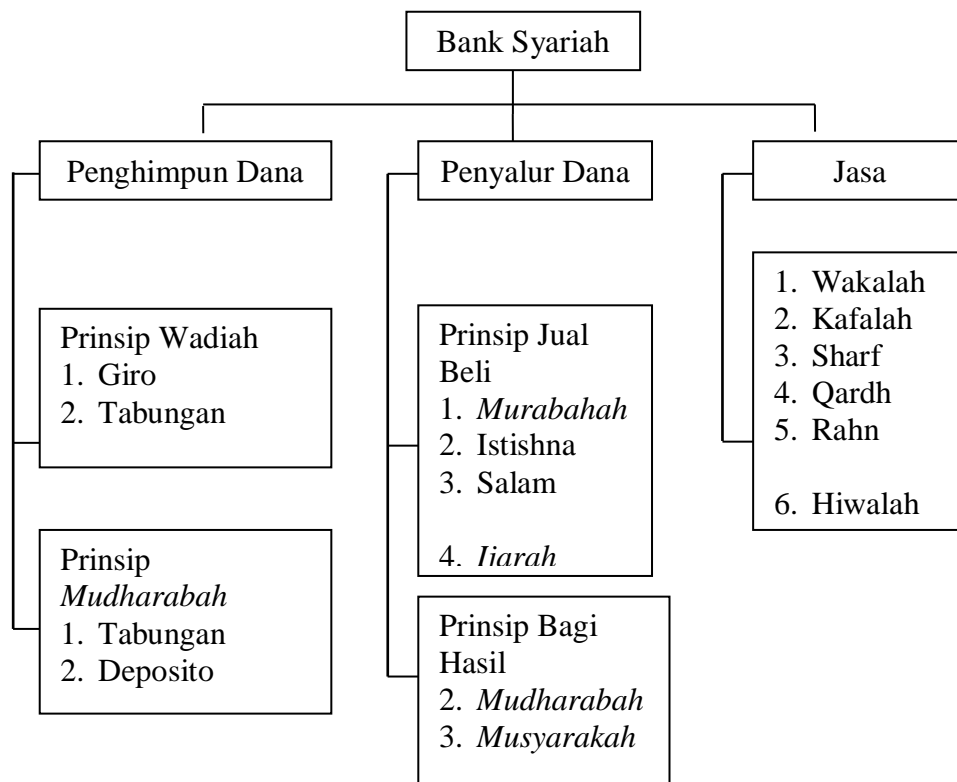 Bank Syariah
Penghimpun Dana
Prinsip Wadiah
1. Giro
2. Tabungan
Prinsip
Mudharabah
1. Tabungan
2. Deposito
Penyalur Dana
Prinsip Jual
Beli
1. Murabahah
2. Istishna
3. Salam
4. Ijarah
Prinsip Bagi
Hasil
2. Mudharabah
3. Musyarakah
Jasa
1. Wakalah
2. Kafalah
3. Sharf
4. Qardh
5. Rahn
6. Hiwalah